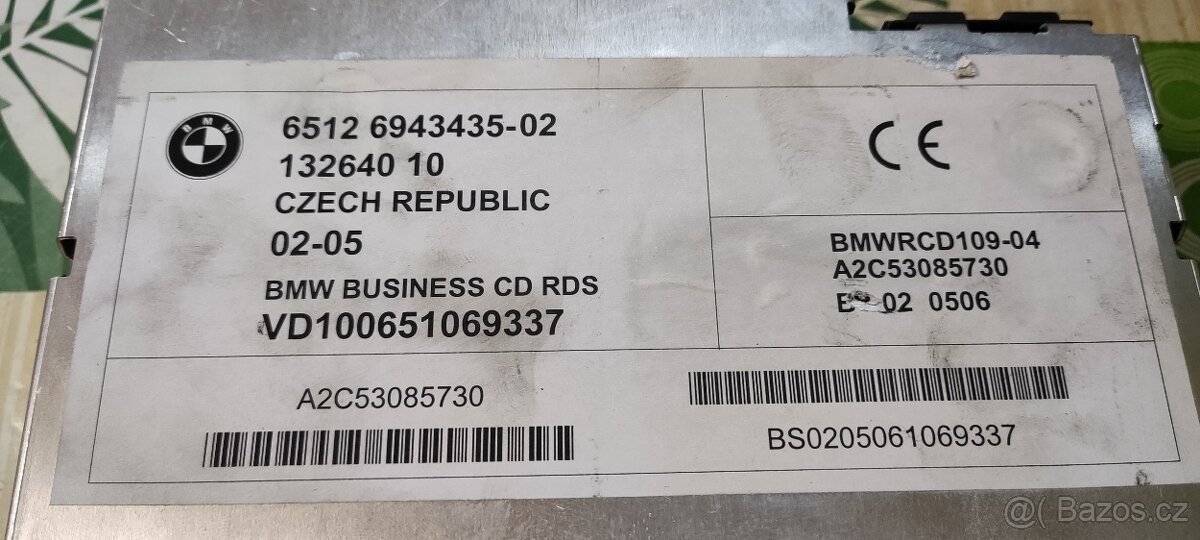 BMW
6512 6943435-02
132640 10
CZECH REPUBLIC
02-05
BMW BUSINESS CD RDS
VD100651069337
CE
BMWRCD109-04
A2C53085730
02 0506
A2C53085730
BS0205061069337
@( Bazos.cz